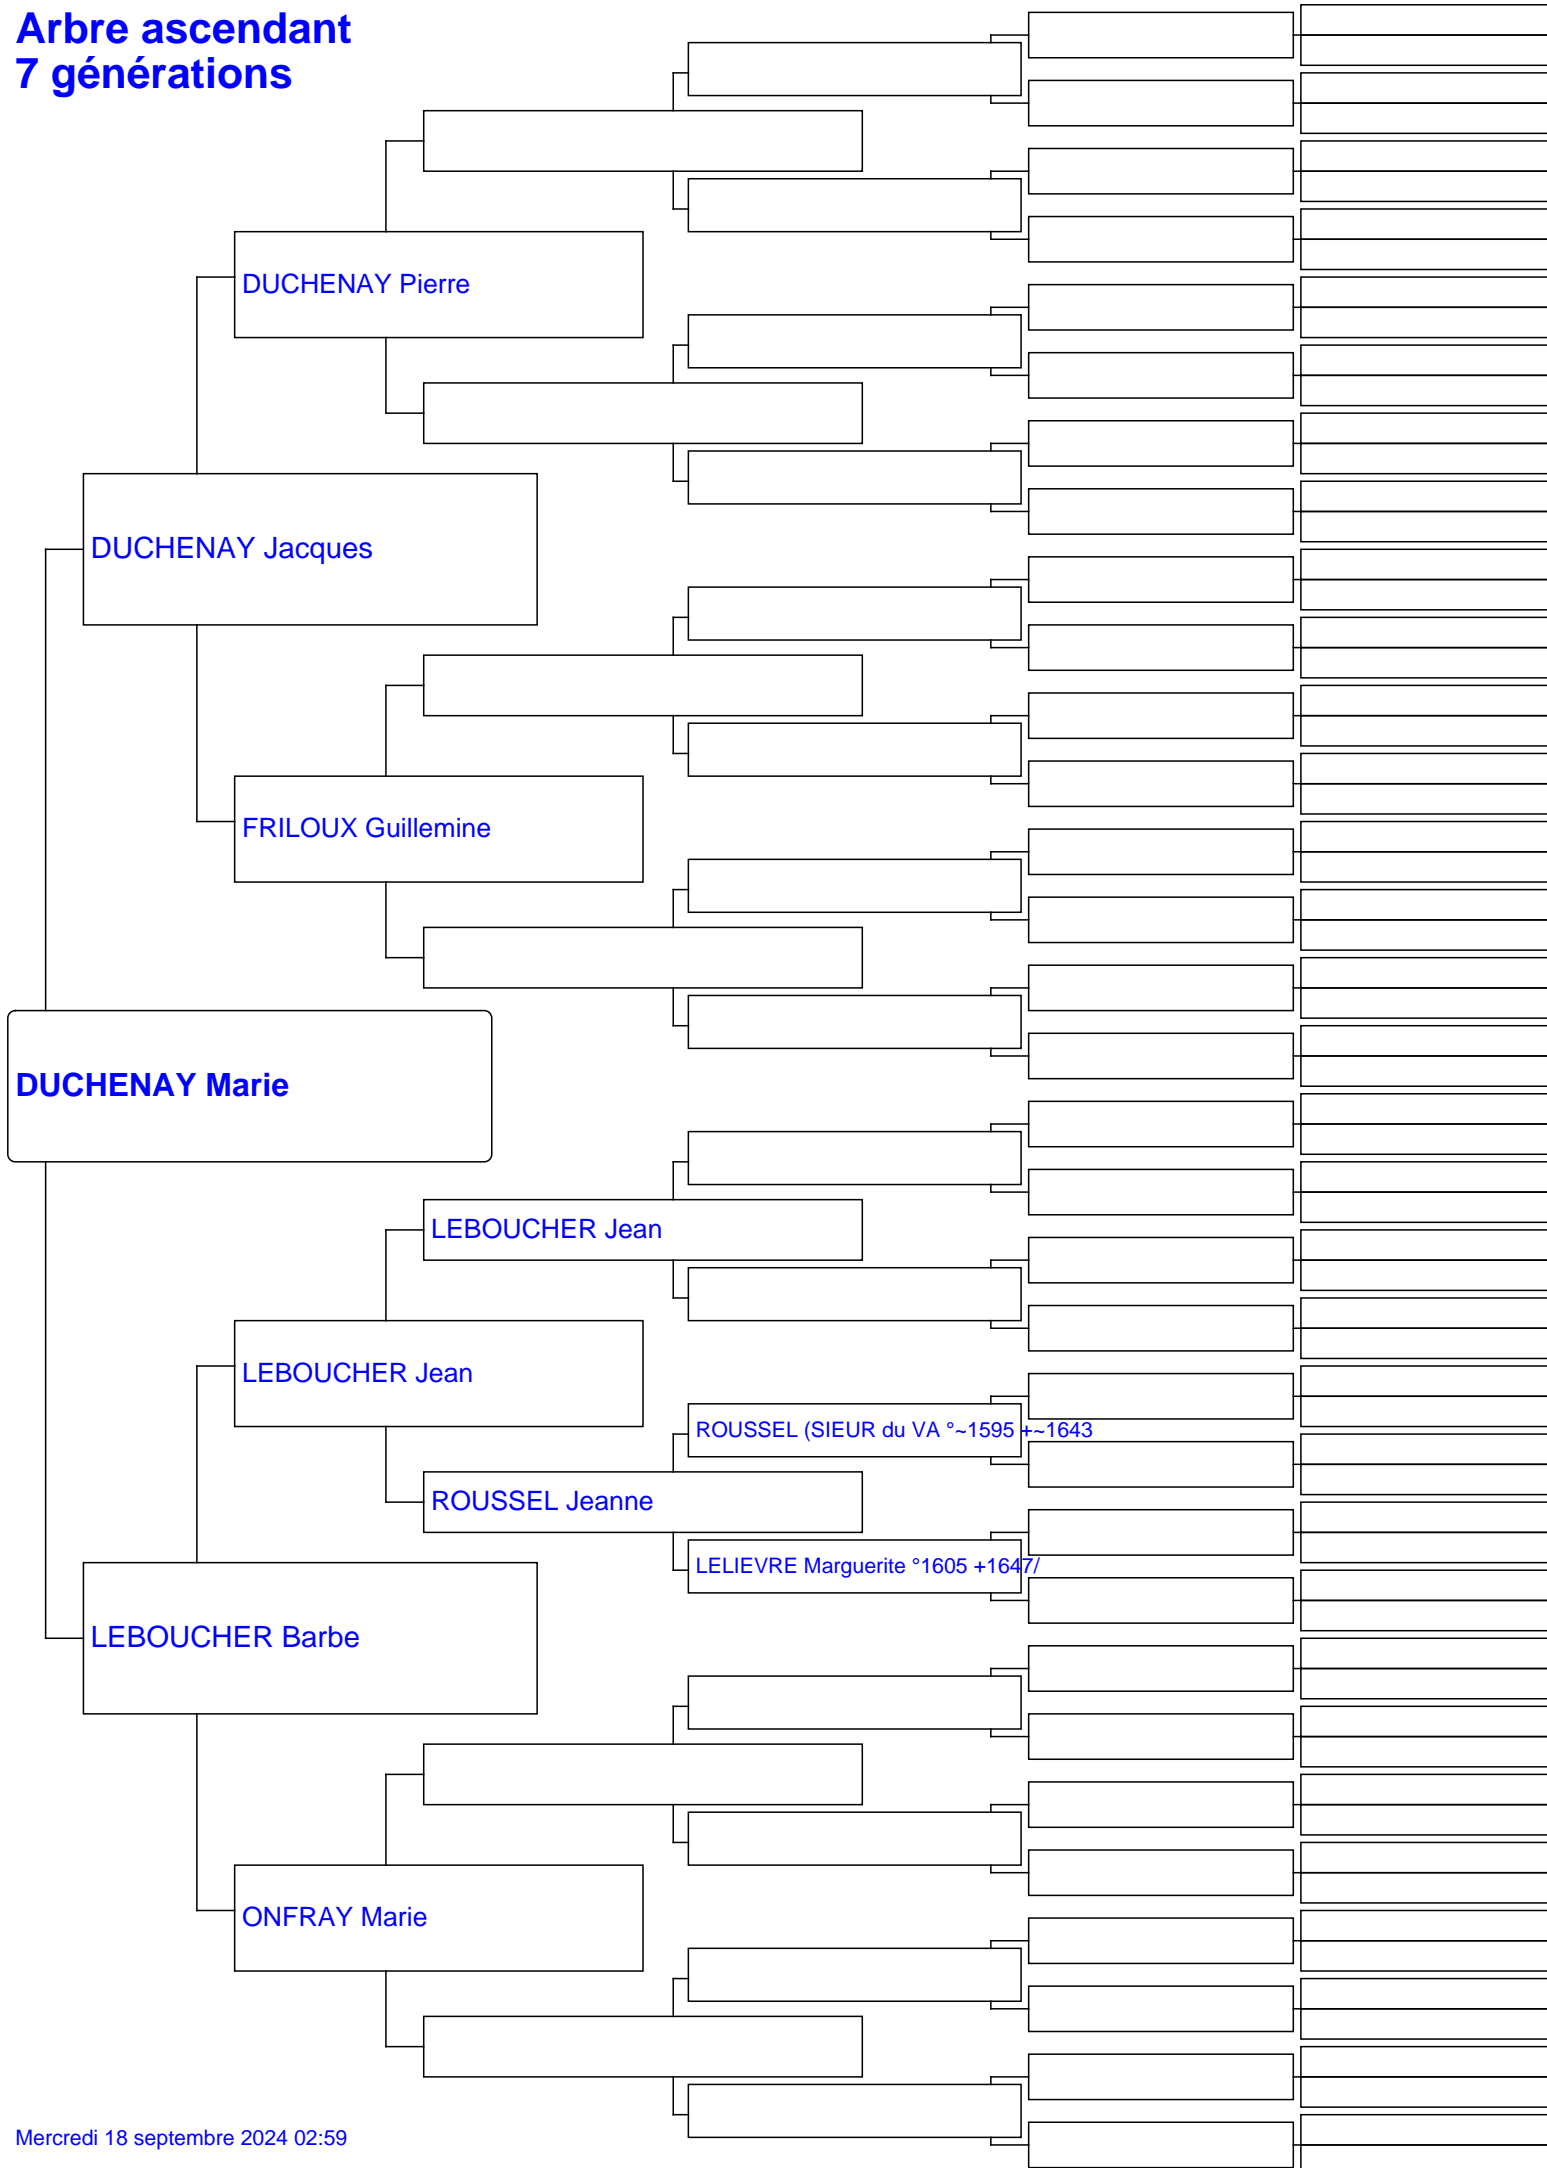 Arbre ascendant
7 générations
DUCHENAY Pierre
DUCHENAY Jacques
FRILOUX Guillemine
DUCHENAY Marie
LEBOUCHER Jean
LEBOUCHER Jean
ROUSSEL (SIEUR du VA °~1595 +~1643
ROUSSEL Jeanne
LELIEVRE Marguerite °1605 +1647/
LEBOUCHER Barbe
ONFRAY Marie
Mercredi 18 septembre 2024 02:59